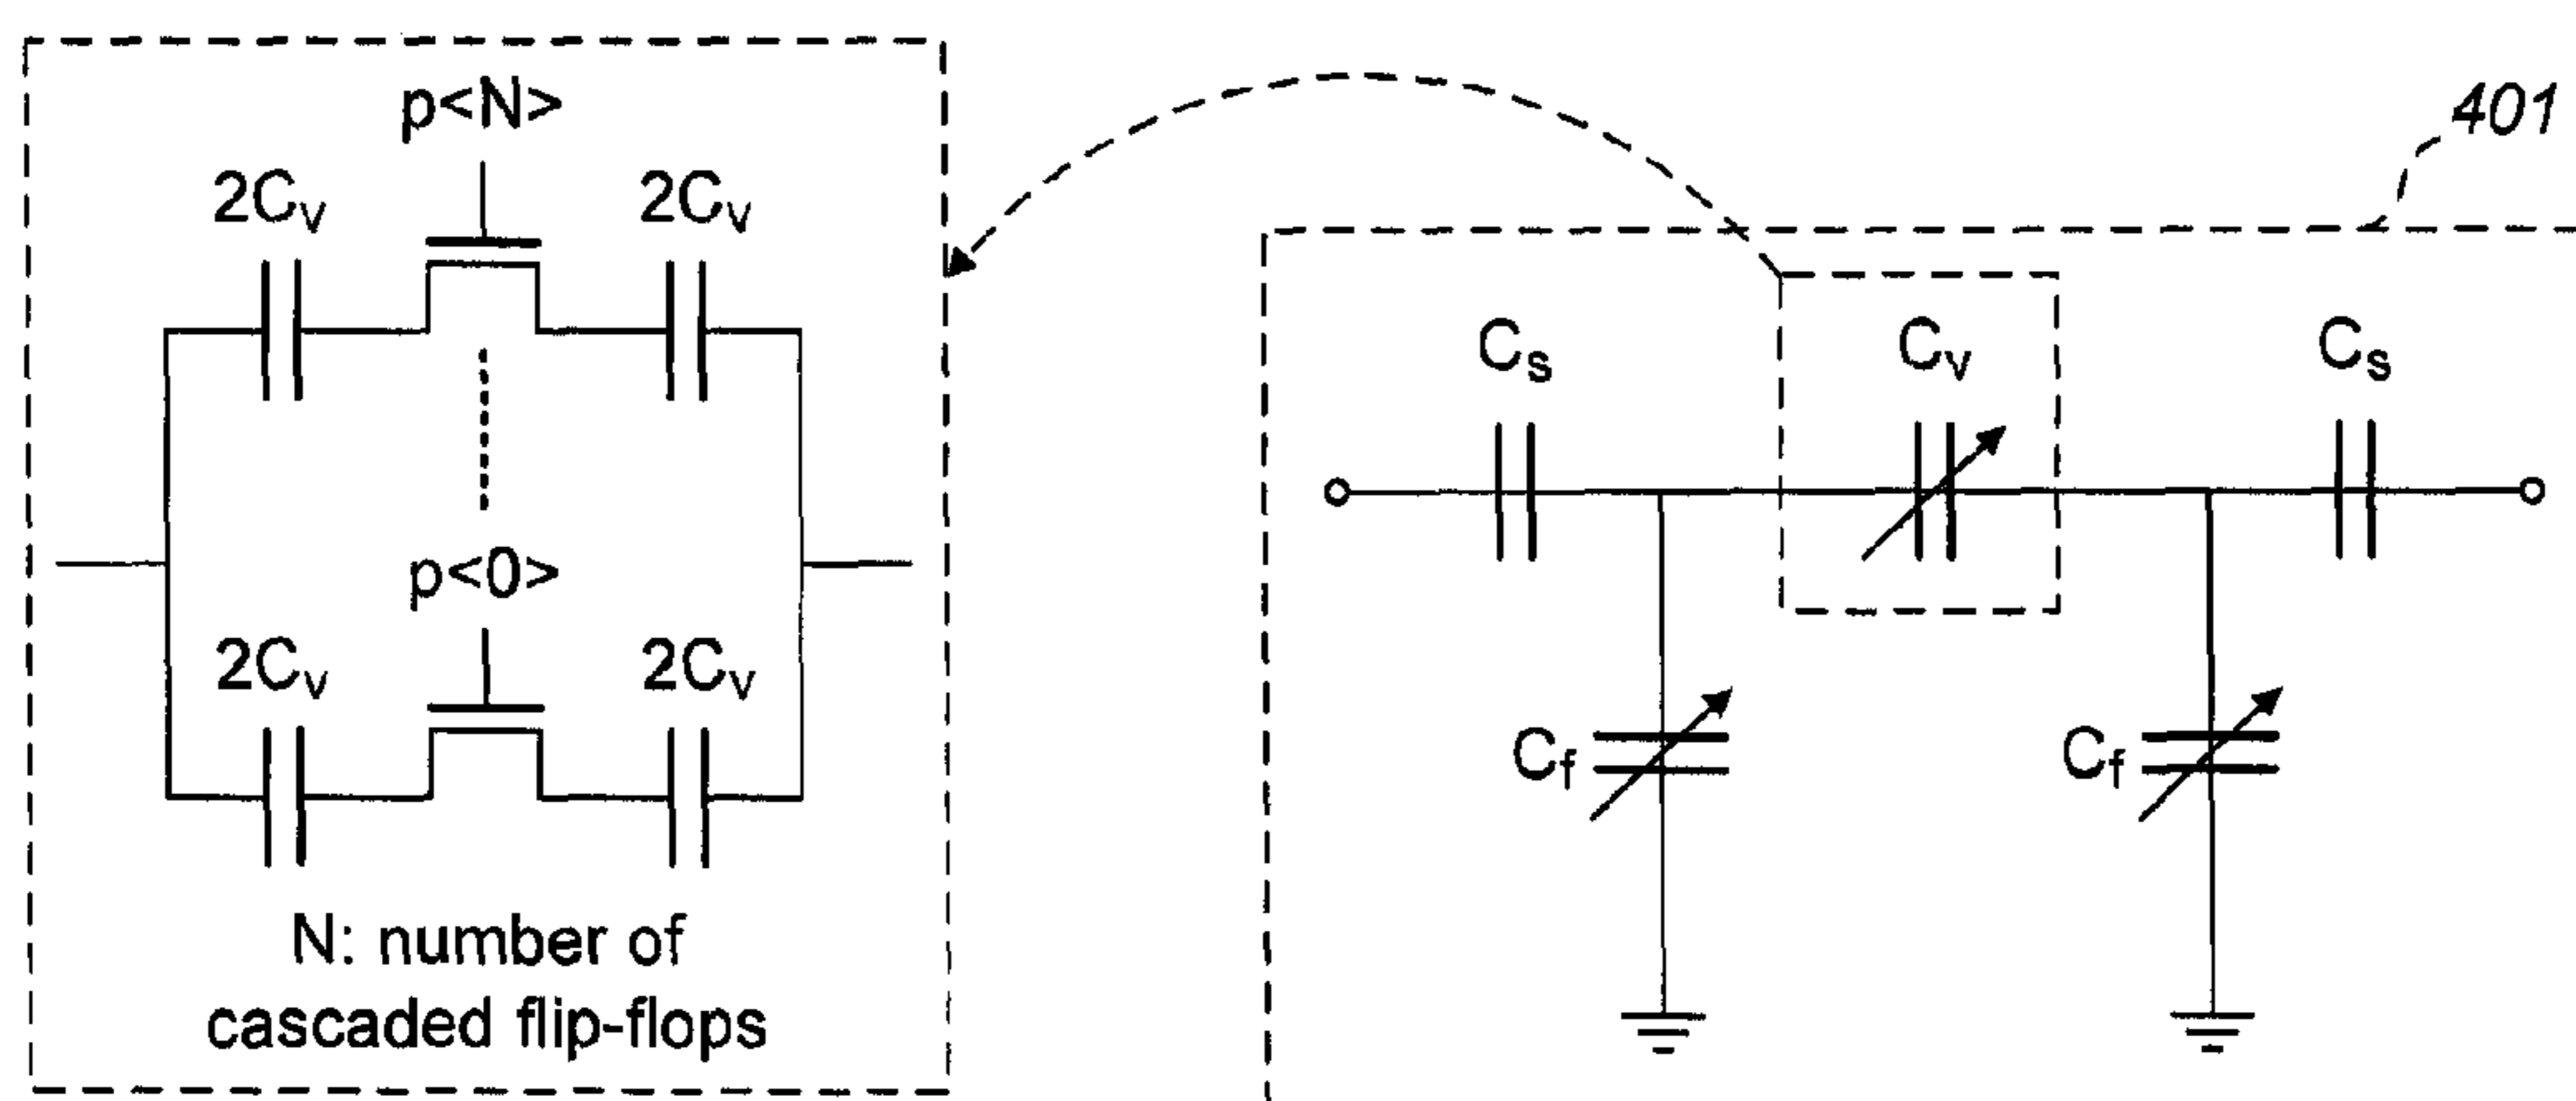 p<N>
2Cv 2Cv
p<0>
2Cv 2Cv
N: number of
cascaded flip-flops
401
Cs Cv Cs
Cf Cf